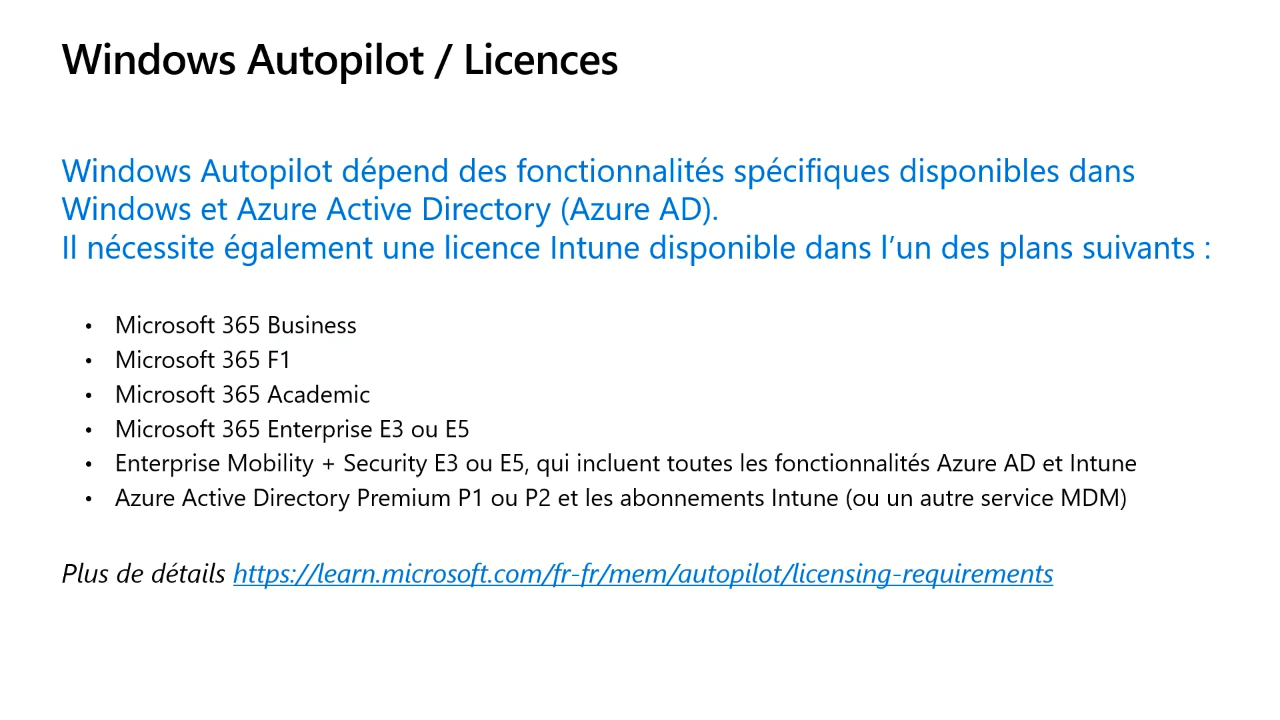 Windows Autopilot / Licences
Windows Autopilot dépend des fonctionnalités spécifiques disponibles dans
Windows et Azure Active Directory (Azure AD).
Il nécessite également une licence Intune disponible dans l’un des plans suivants :
• Microsoft 365 Business
• Microsoft 365 F1
• Microsoft 365 Academic
• Microsoft 365 Enterprise E3 ou E5
• Enterprise Mobility + Security E3 ou E5, qui incluent toutes les fonctionnalités Azure AD et Intune
• Azure Active Directory Premium P1 ou P2 et les abonnements Intune (ou un autre service MDM)
Plus de détails https://learn.microsoft.com/fr-fr/mem/autopilot/licensing-requirements